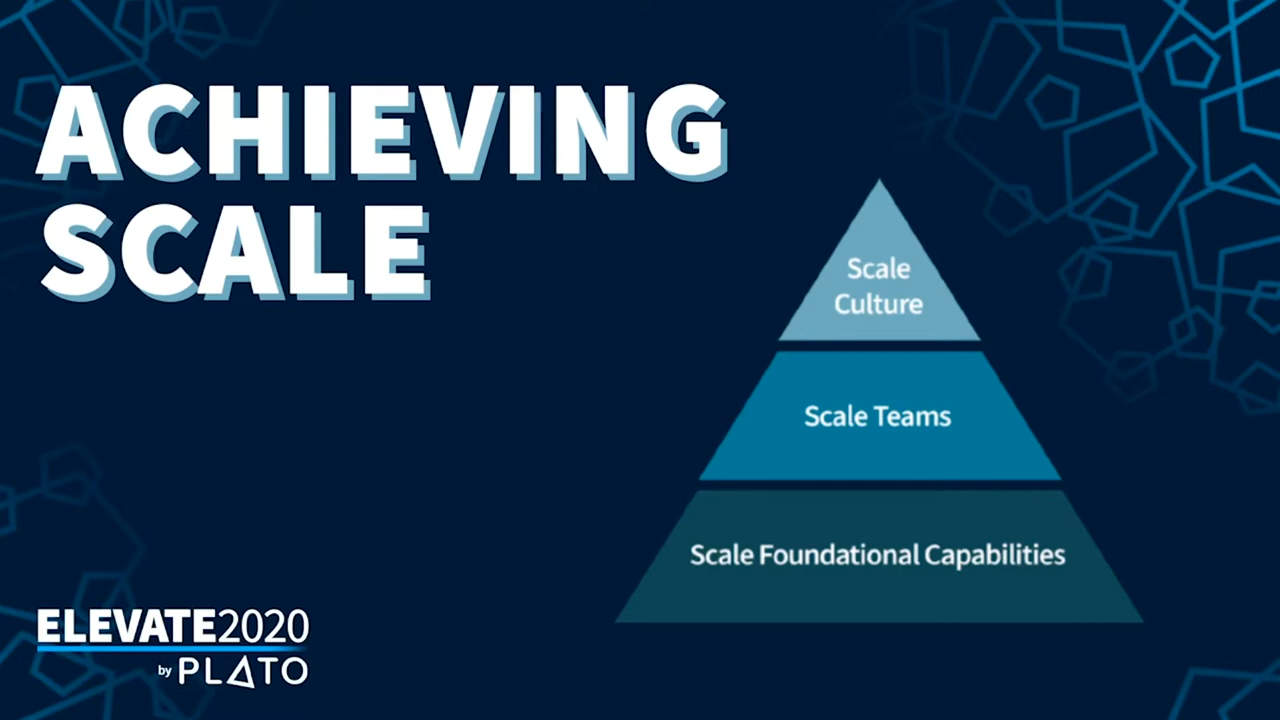 ACHIEVING
SCALE
Scale
Culture
Scale Teams
Scale Foundational Capabilities
ELEVATE2020
by PLATO